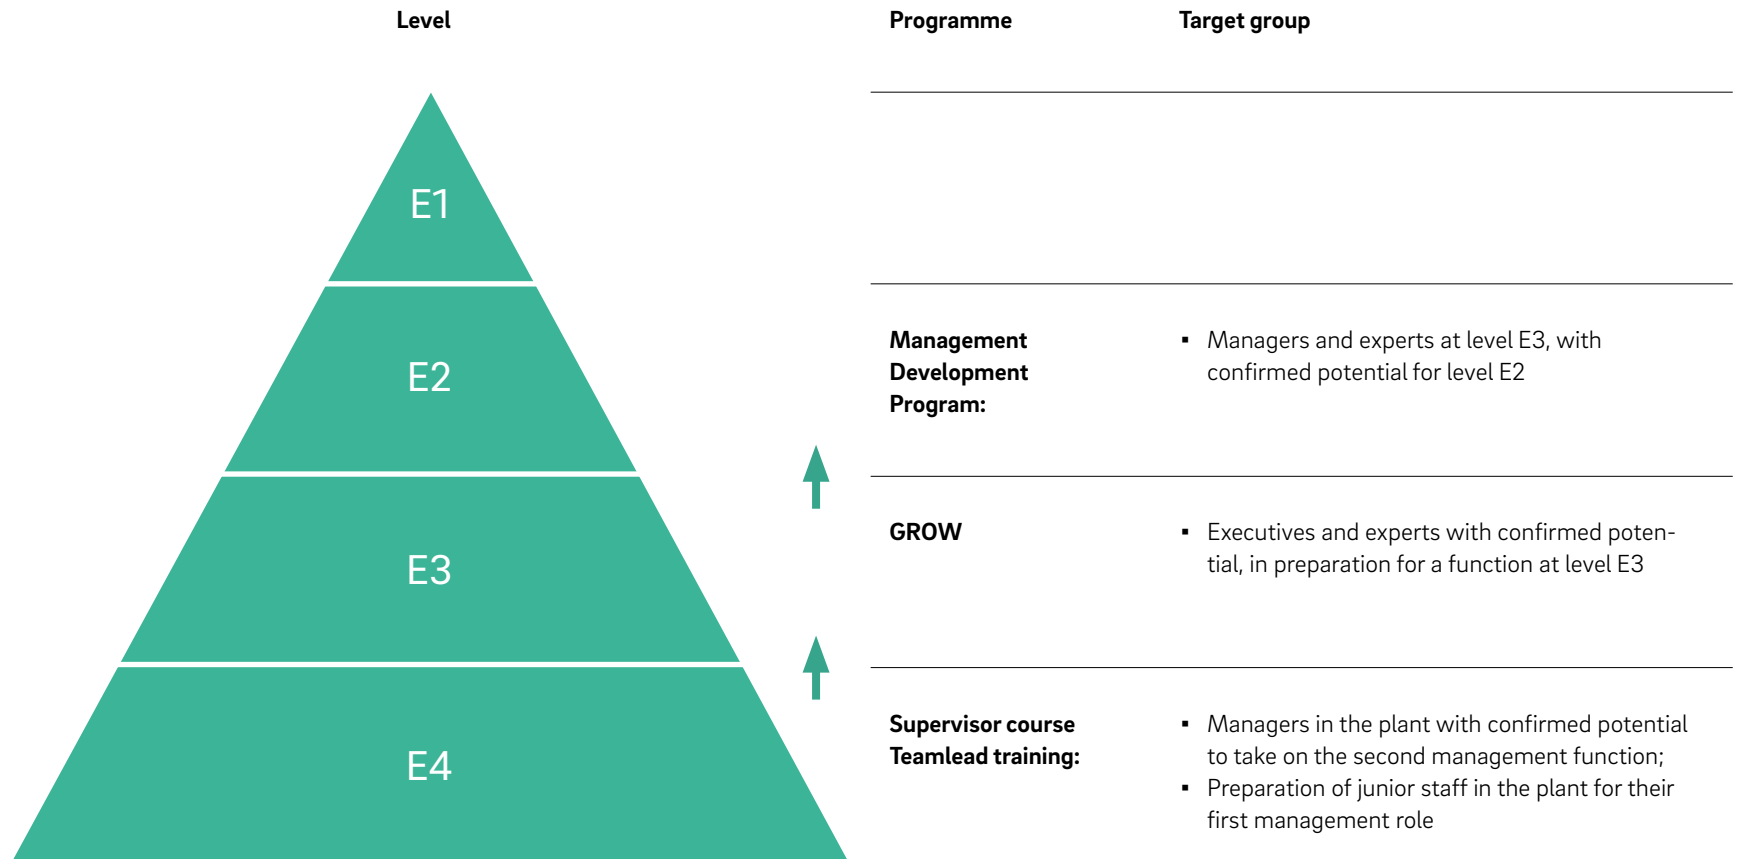 Level
Programme
Target group
E1
E2
Management
Development
Program:
▪ Managers and experts at level E3, with
confirmed potential for level E2
E3
GROW
▪ Executives and experts with confirmed poten-
tial, in preparation for a function at level E3
E4
Supervisor course
Teamlead training:
▪ Managers in the plant with confirmed potential
to take on the second management function;
▪ Preparation of junior staff in the plant for their
first management role